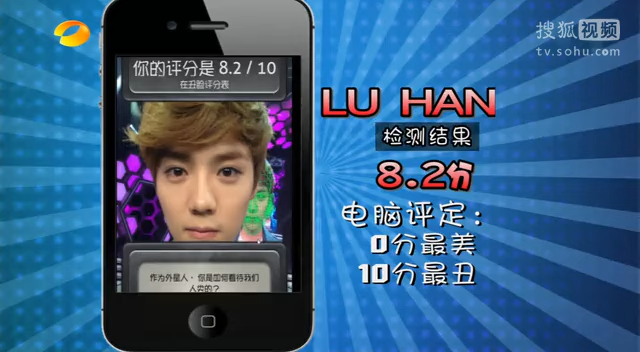 搜狐视频
tv.sohu.com
你的评分是 8.2 / 10
在丑脸评分表
LU HAN
检测结果
8.2分
电脑评定：
0分最美
10分最丑
作为外星人，你是如何看待我们
人类的？